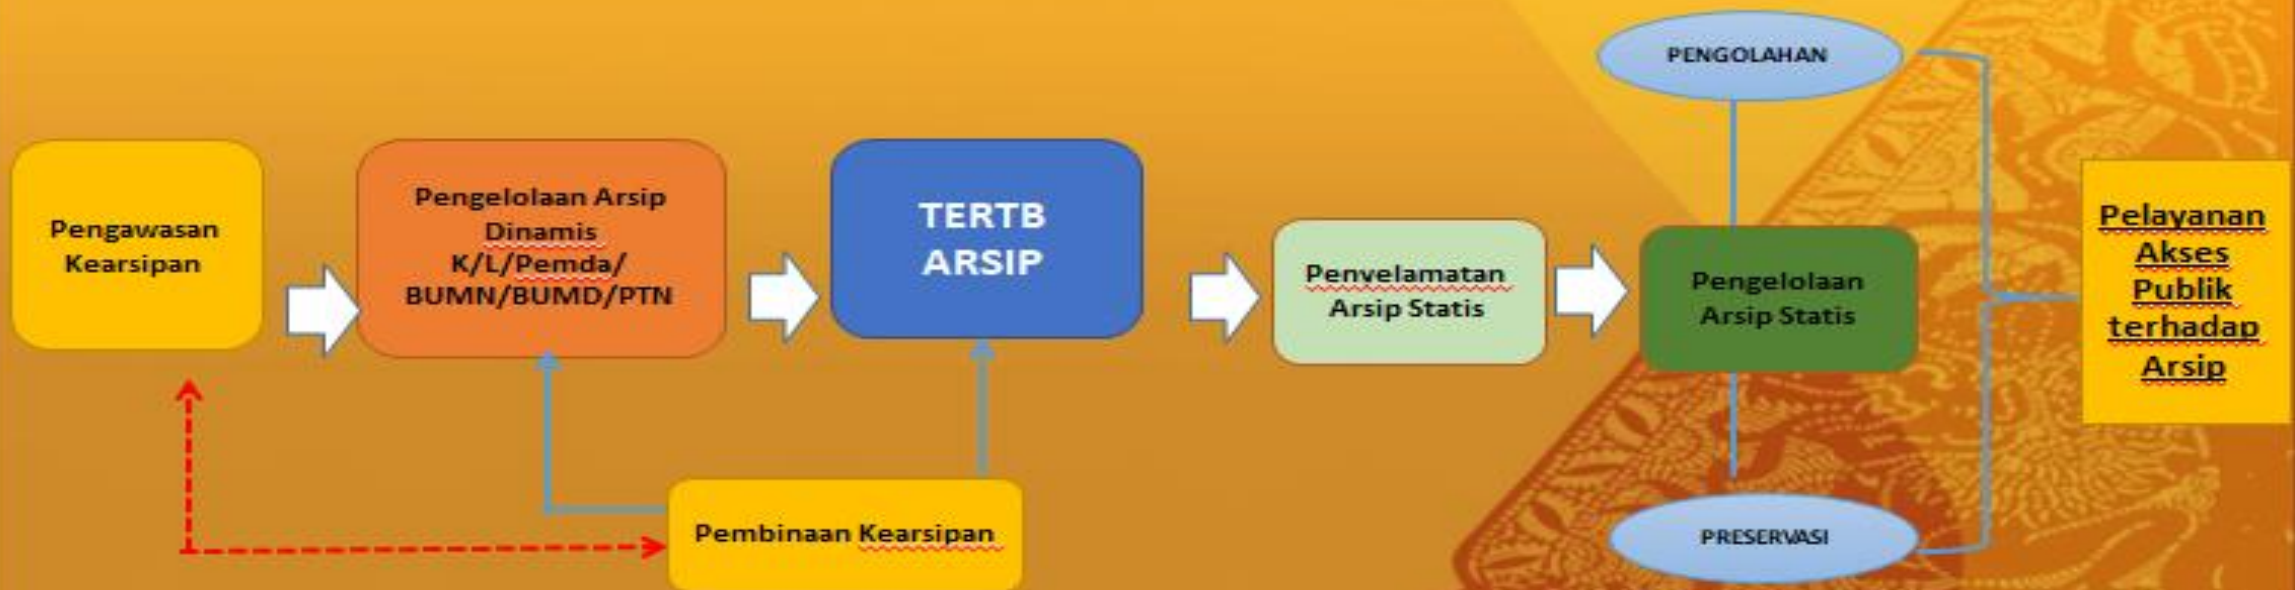 Pengawasan
Kearsipan
Pengelolaan Arsip
Dinamis
K/L/Pemda/
BUMN/BUMD/PTN
TERTB
ARSIP
Penyelamatan
Arsip Statis
PENGOLAHAN
Pengelolaan
Arsip Statis
PRESERVASI
Pelayanan
Akses
Publik
terhadap
Arsip
Pembinaan Kearsipan